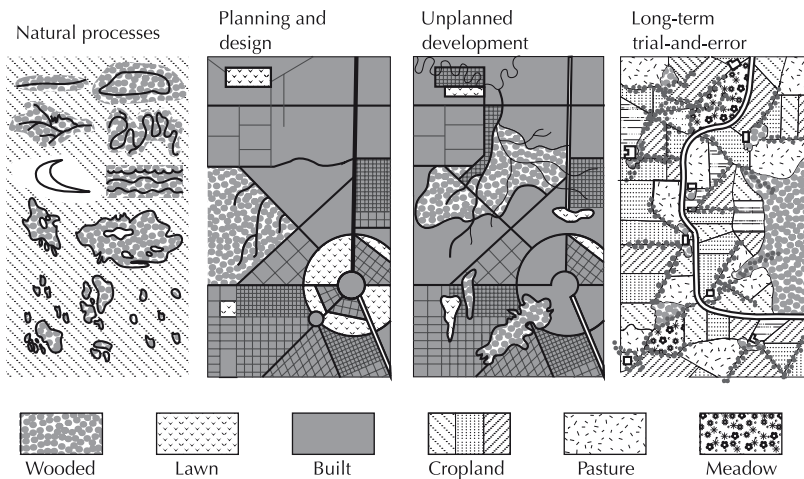 Natural processes
Planning and
design
Unplanned
development
Long-term
trial-and-error
Wooded
Lawn
Built
Cropland
Pasture
Meadow